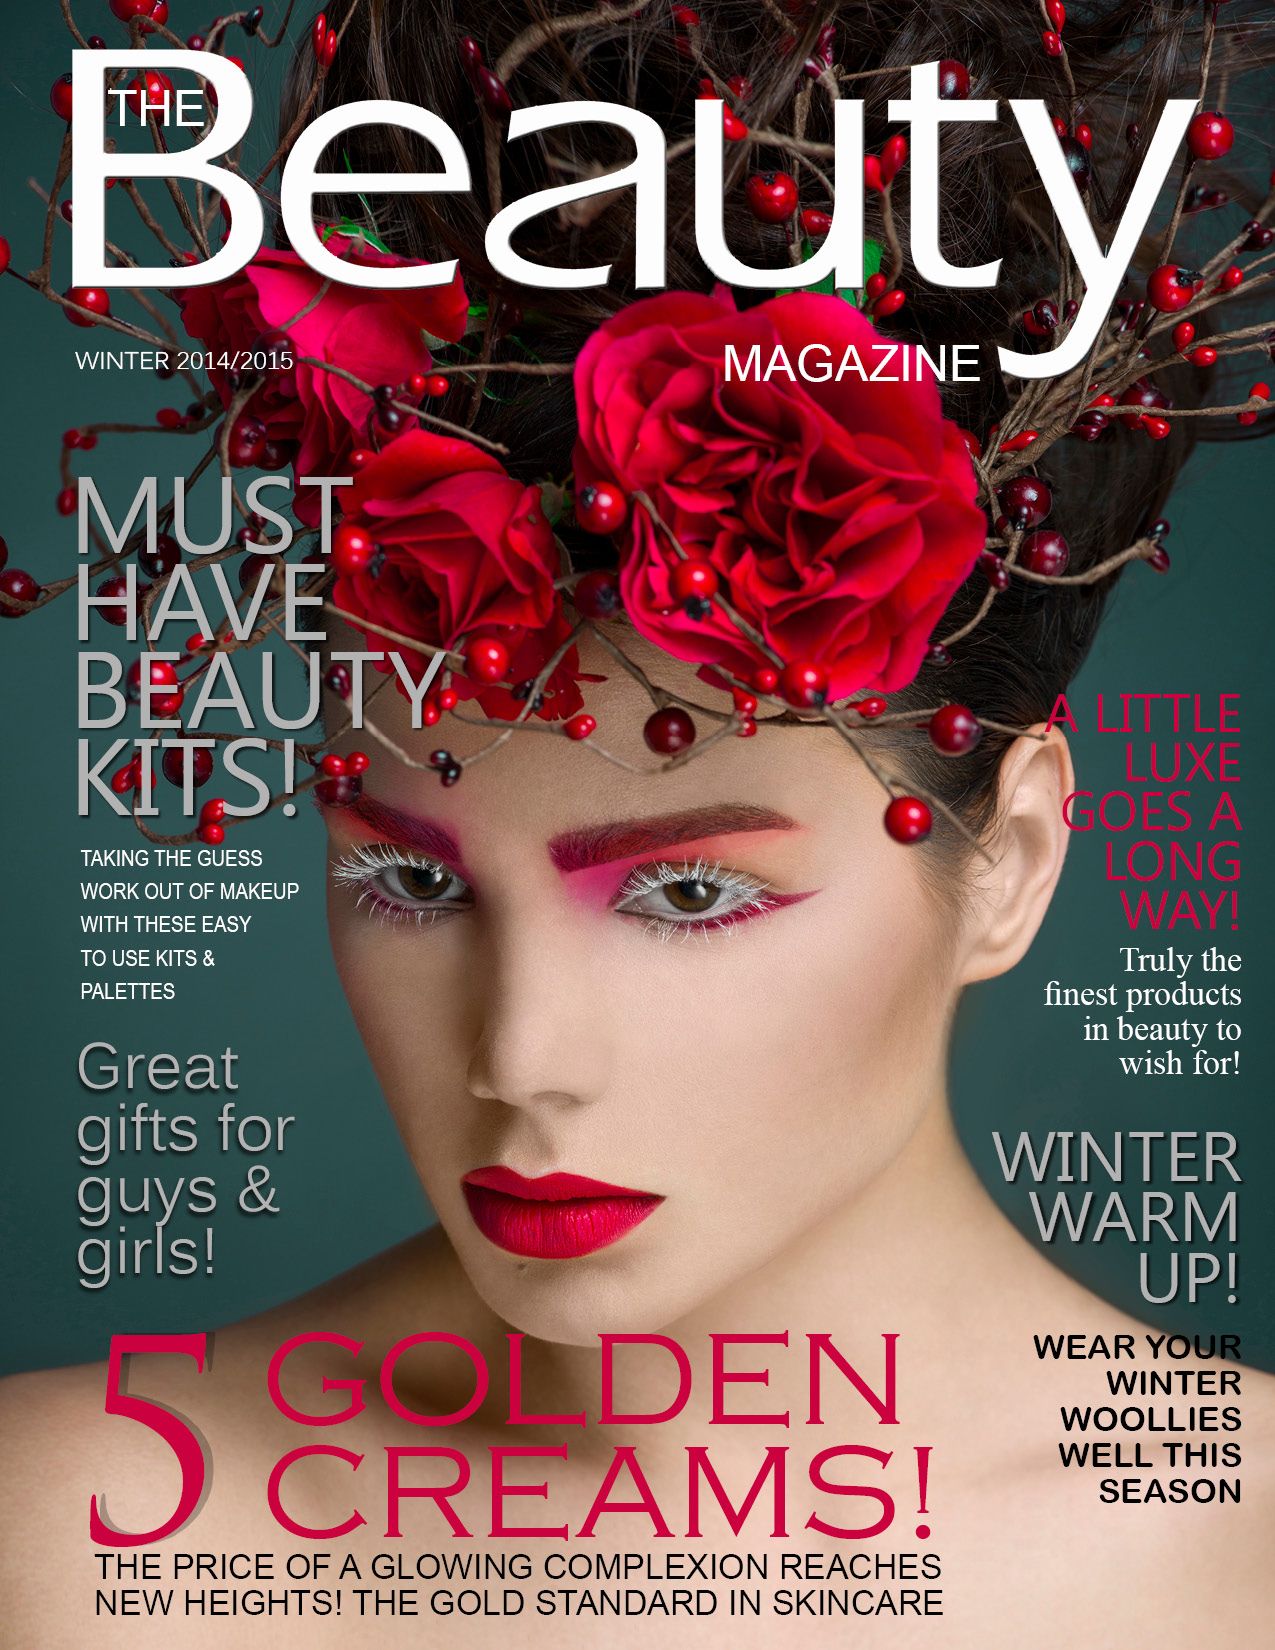 THE
Beauty
MAGAZINE
WINTER 2014/2015
MUST
HAVE
BEAUTY
KITS!
TAKING THE GUESS
WORK OUT OF MAKEUP
WITH THESE EASY
TO USE KITS &
PALETTES
Great
gifts for
guys &
girls!
A LITTLE
LUXE
GOES A
LONG
WAY!
Truly the
finest products
in beauty to
wish for!
WINTER
WARM
UP!
WEAR YOUR
WINTER
WOOLLIES
WELL THIS
SEASON
5 GOLDEN
CREAMS!
THE PRICE OF A GLOWING COMPLEXION REACHES
NEW HEIGHTS! THE GOLD STANDARD IN SKINCARE